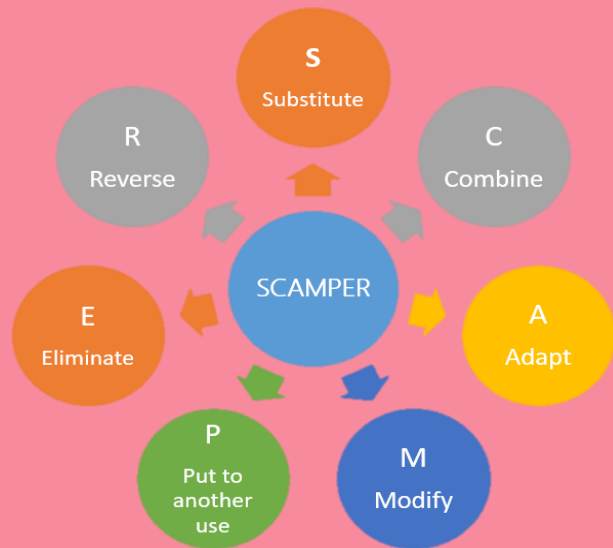 S
Substitute
C
Combine
A
Adapt
M
Modify
P
Put to
another
use
E
Eliminate
R
Reverse
SCAMPER